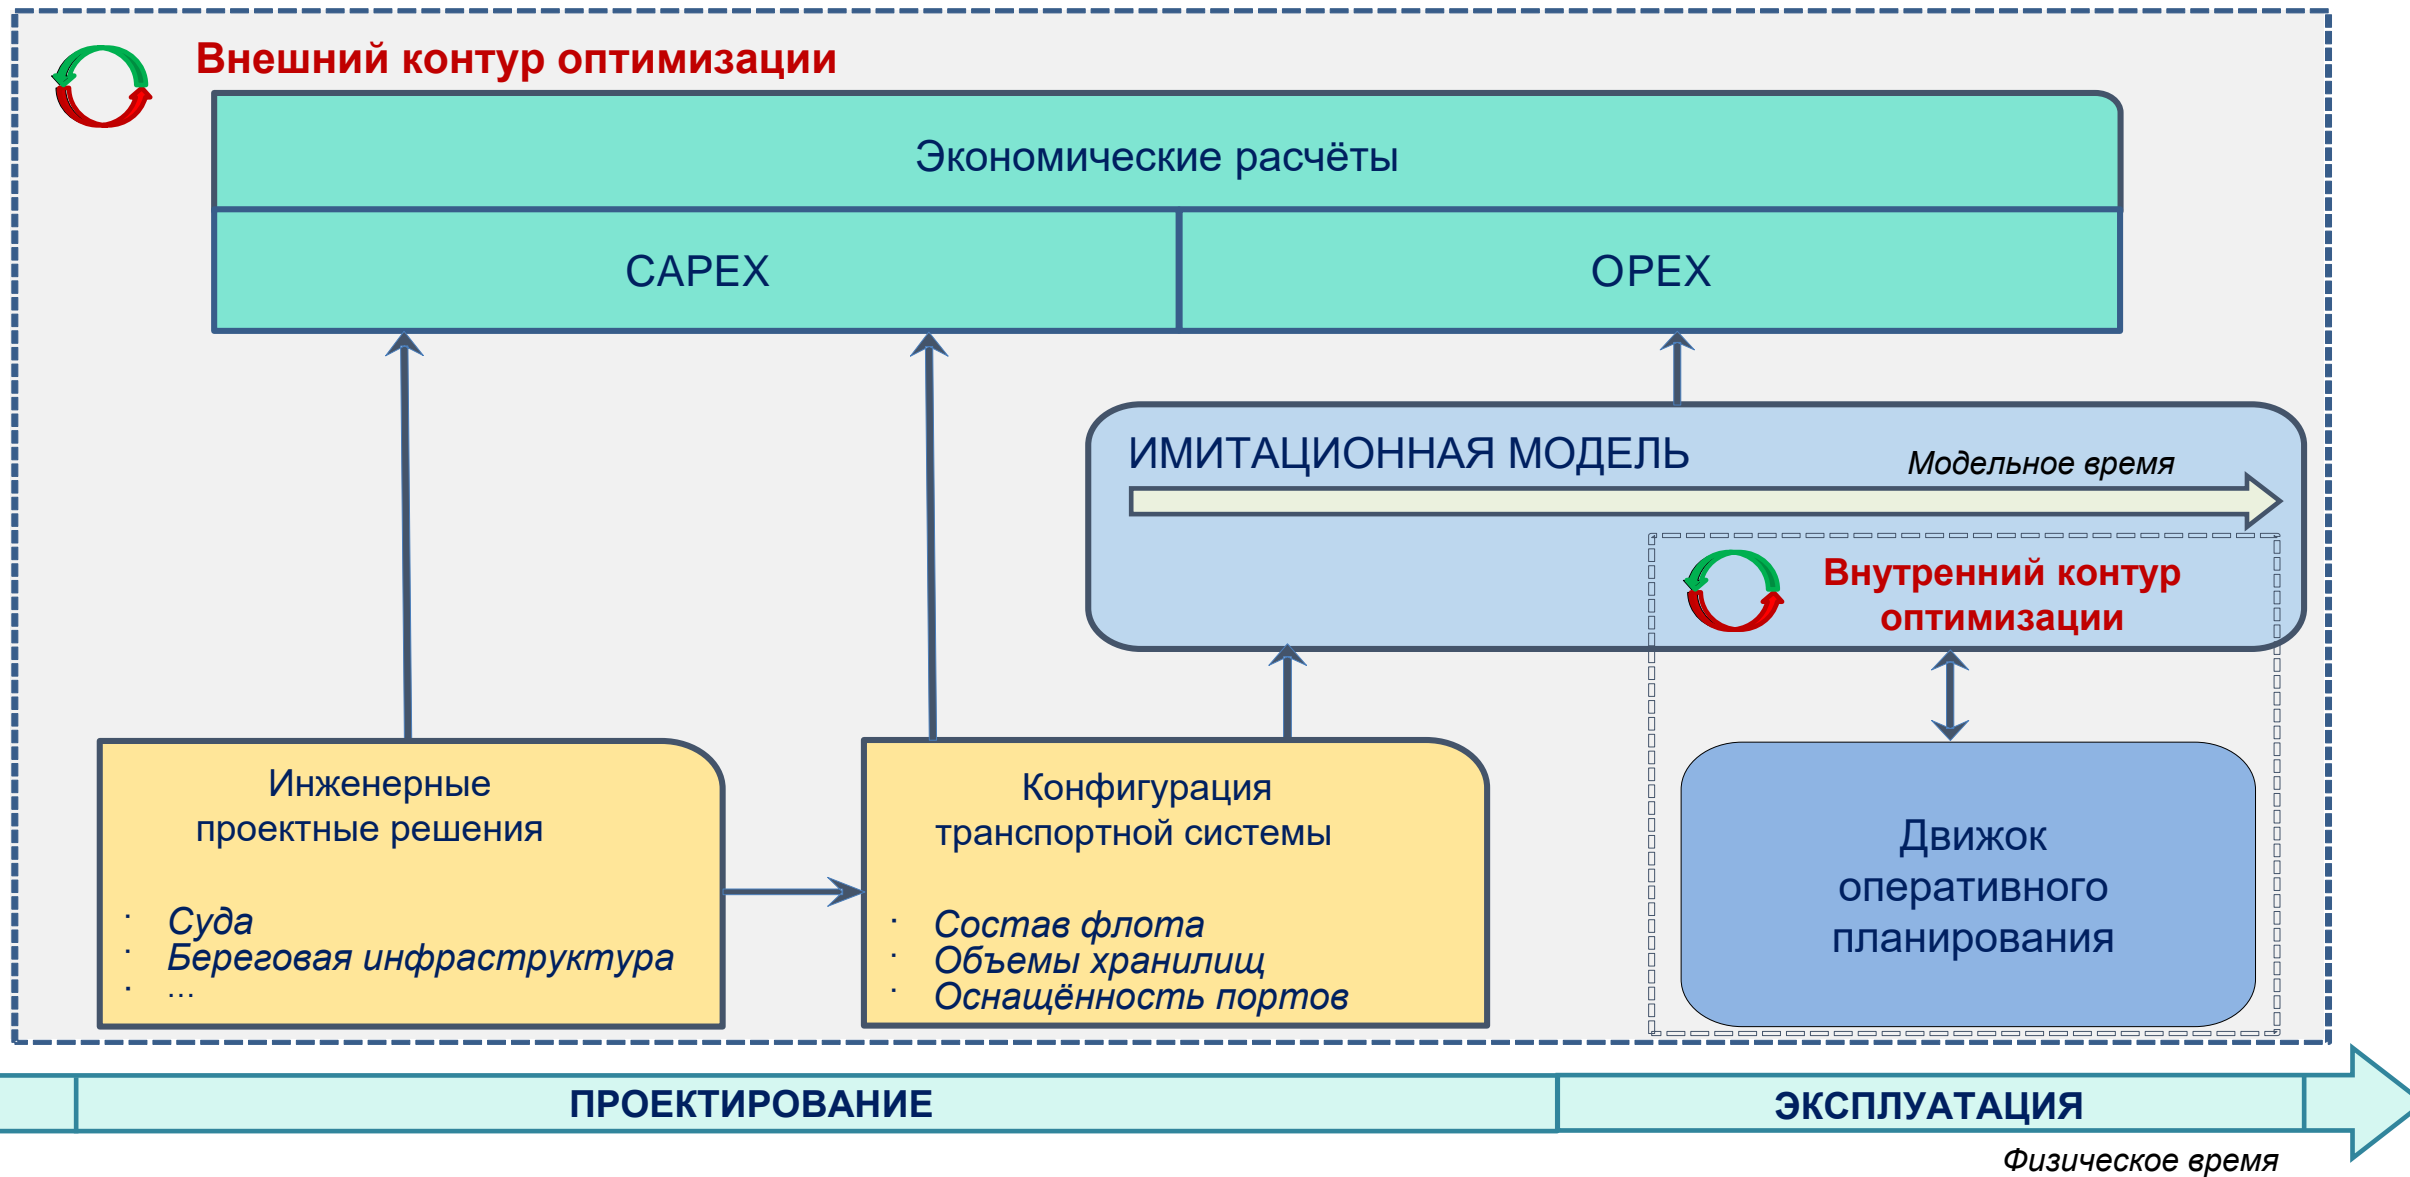 Внешний контур оптимизации
Экономические расчёты
CAPEX
OPEX
ИМИТАЦИОННАЯ МОДЕЛЬ
Модельное время
Внутренний контур
оптимизации
Инженерные
проектные решения
· Суда
· Береговая инфраструктура
· ...
Конфигурация
транспортной системы
· Состав флота
· Объемы хранилищ
· Оснащённость портов
Движок
оперативного
планирования
ПРОЕКТИРОВАНИЕ
ЭКСПЛУАТАЦИЯ
Физическое время